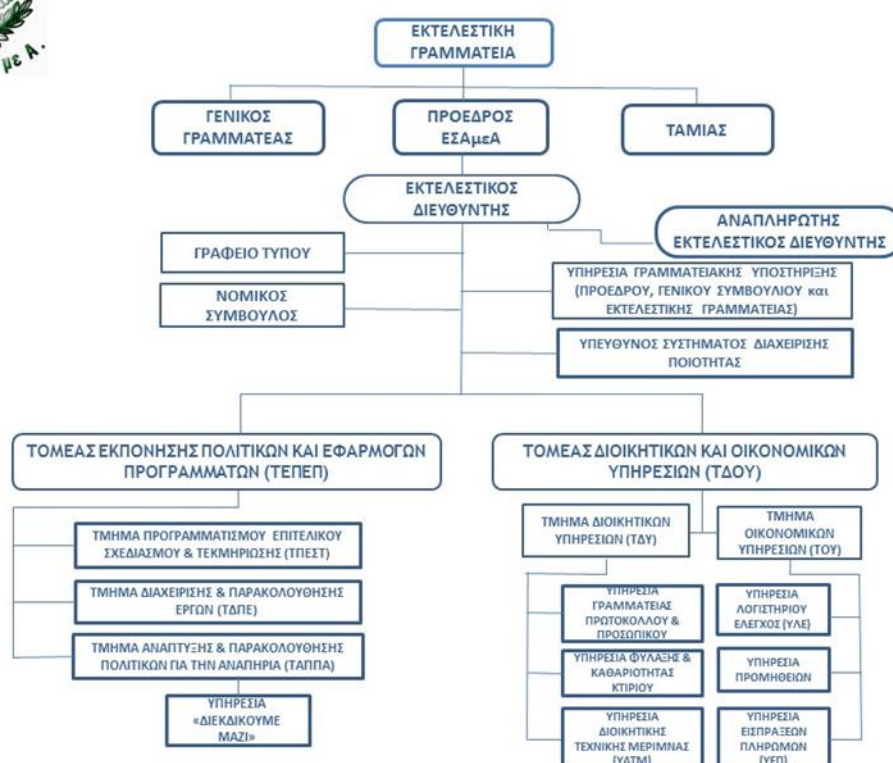 με Α.
ΕΚΤΕΛΕΣΤΙΚΗ
ΓΡΑΜΜΑΤΕΙΑ
ΓΕΝΙΚΟΣ
ΓΡΑΜΜΑΤΕΑΣ
ΠΡΟΕΔΡΟΣ
ΕΣΑμεΑ
ΤΑΜΙΑΣ
ΕΚΤΕΛΕΣΤΙΚΟΣ
ΔΙΕΥΘΥΝΤΗΣ
ΑΝΑΠΛΗΡΩΤΗΣ
ΕΚΤΕΛΕΣΤΙΚΟΣ ΔΙΕΥΘΥΝΤΗΣ
ΓΡΑΦΕΙΟ ΤΥΠΟΥ
ΥΠΗΡΕΣΙΑ ΓΡΑΜΜΑΤΕΙΑΚΗΣ ΥΠΟΣΤΗΡΙΞΗΣ
(ΠΡΟΕΔΡΟΥ, ΓΕΝΙΚΟΥ ΣΥΜΒΟΥΛΙΟΥ και
ΕΚΤΕΛΕΣΤΙΚΗΣ ΓΡΑΜΜΑΤΕΙΑΣ)
ΝΟΜΙΚΟΣ
ΣΥΜΒΟΥΛΟΣ
ΥΠΕΥΘΥΝΟΣ ΣΥΣΤΗΜΑΤΟΣ ΔΙΑΧΕΙΡΙΣΗΣ
ΠΟΙΟΤΗΤΑΣ
ΤΟΜΕΑΣ ΕΚΠΟΝΗΣΗΣ ΠΟΛΙΤΙΚΩΝ ΚΑΙ ΕΦΑΡΜΟΓΩΝ
ΠΡΟΓΡΑΜΜΑΤΩΝ (ΤΕΠΕΠ)
ΤΜΗΜΑ ΠΡΟΓΡΑΜΜΑΤΙΣΜΟΥ ΕΠΙΤΕΛΙΚΟΥ
ΣΧΕΔΙΑΣΜΟΥ & ΤΕΚΜΗΡΙΩΣΗΣ (ΤΠΕΣΤ)
ΤΜΗΜΑ ΔΙΑΧΕΙΡΙΣΗΣ & ΠΑΡΑΚΟΛΟΥΘΗΣΗΣ
ΕΡΓΩΝ (ΤΔΠΕ)
ΤΜΗΜΑ ΑΝΑΠΤΥΞΗΣ & ΠΑΡΑΚΟΛΟΥΘΗΣΗΣ
ΠΟΛΙΤΙΚΩΝ ΓΙΑ ΤΗΝ ΑΝΑΠΗΡΙΑ (ΤΑΠΠΑ)
ΥΠΗΡΕΣΙΑ
«ΔΙΕΚΔΙΚΟΥΜΕ
ΜΑΖΙ»
ΤΟΜΕΑΣ ΔΙΟΙΚΗΤΙΚΩΝ ΚΑΙ ΟΙΚΟΝΟΜΙΚΩΝ
ΥΠΗΡΕΣΙΩΝ (ΤΔΟΥ)
ΤΜΗΜΑ ΔΙΟΙΚΗΤΙΚΩΝ
ΥΠΗΡΕΣΙΩΝ (ΤΔΥ)
ΤΜΗΜΑ
ΟΙΚΟΝΟΜΙΚΩΝ
ΥΠΗΡΕΣΙΩΝ (ΤΟΥ)
ΥΠΗΡΕΣΙΑ
ΓΡΑΜΜΑΤΕΙΑΣ
ΠΡΩΤΟΚΟΛΛΟΥ &
ΠΡΟΣΩΠΙΚΟΥ
ΥΠΗΡΕΣΙΑ ΦΥΛΑΞΗΣ &
ΚΑΘΑΡΙΟΤΗΤΑΣ
ΚΤΙΡΙΟΥ
ΥΠΗΡΕΣΙΑ
ΔΙΟΙΚΗΤΙΚΗΣ
ΤΕΧΝΙΚΗΣ ΜΕΡΙΜΝΑΣ
(ΥΔΤΜ)
ΥΠΗΡΕΣΙΑ
ΛΟΓΙΣΤΗΡΙΟΥ
ΕΛΕΓΧΟΣ (ΥΛΕ)
ΥΠΗΡΕΣΙΑ
ΠΡΟΜΗΘΕΙΩΝ
ΥΠΗΡΕΣΙΑ
ΕΙΣΠΡΑΞΕΩΝ
ΠΛΗΡΩΜΩΝ
(ΥΕΠ)